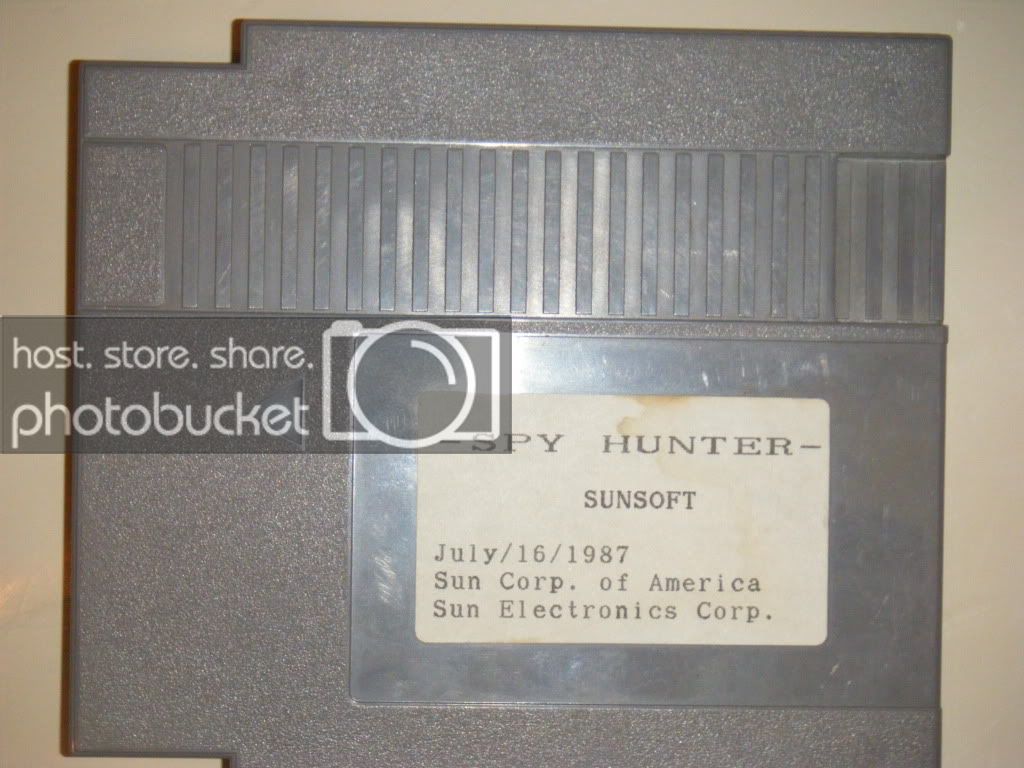 host. store. share.
photobucket
-SPY HUNTER-
SUNSOFT
July/16/1987
Sun Corp. of America
Sun Electronics Corp.